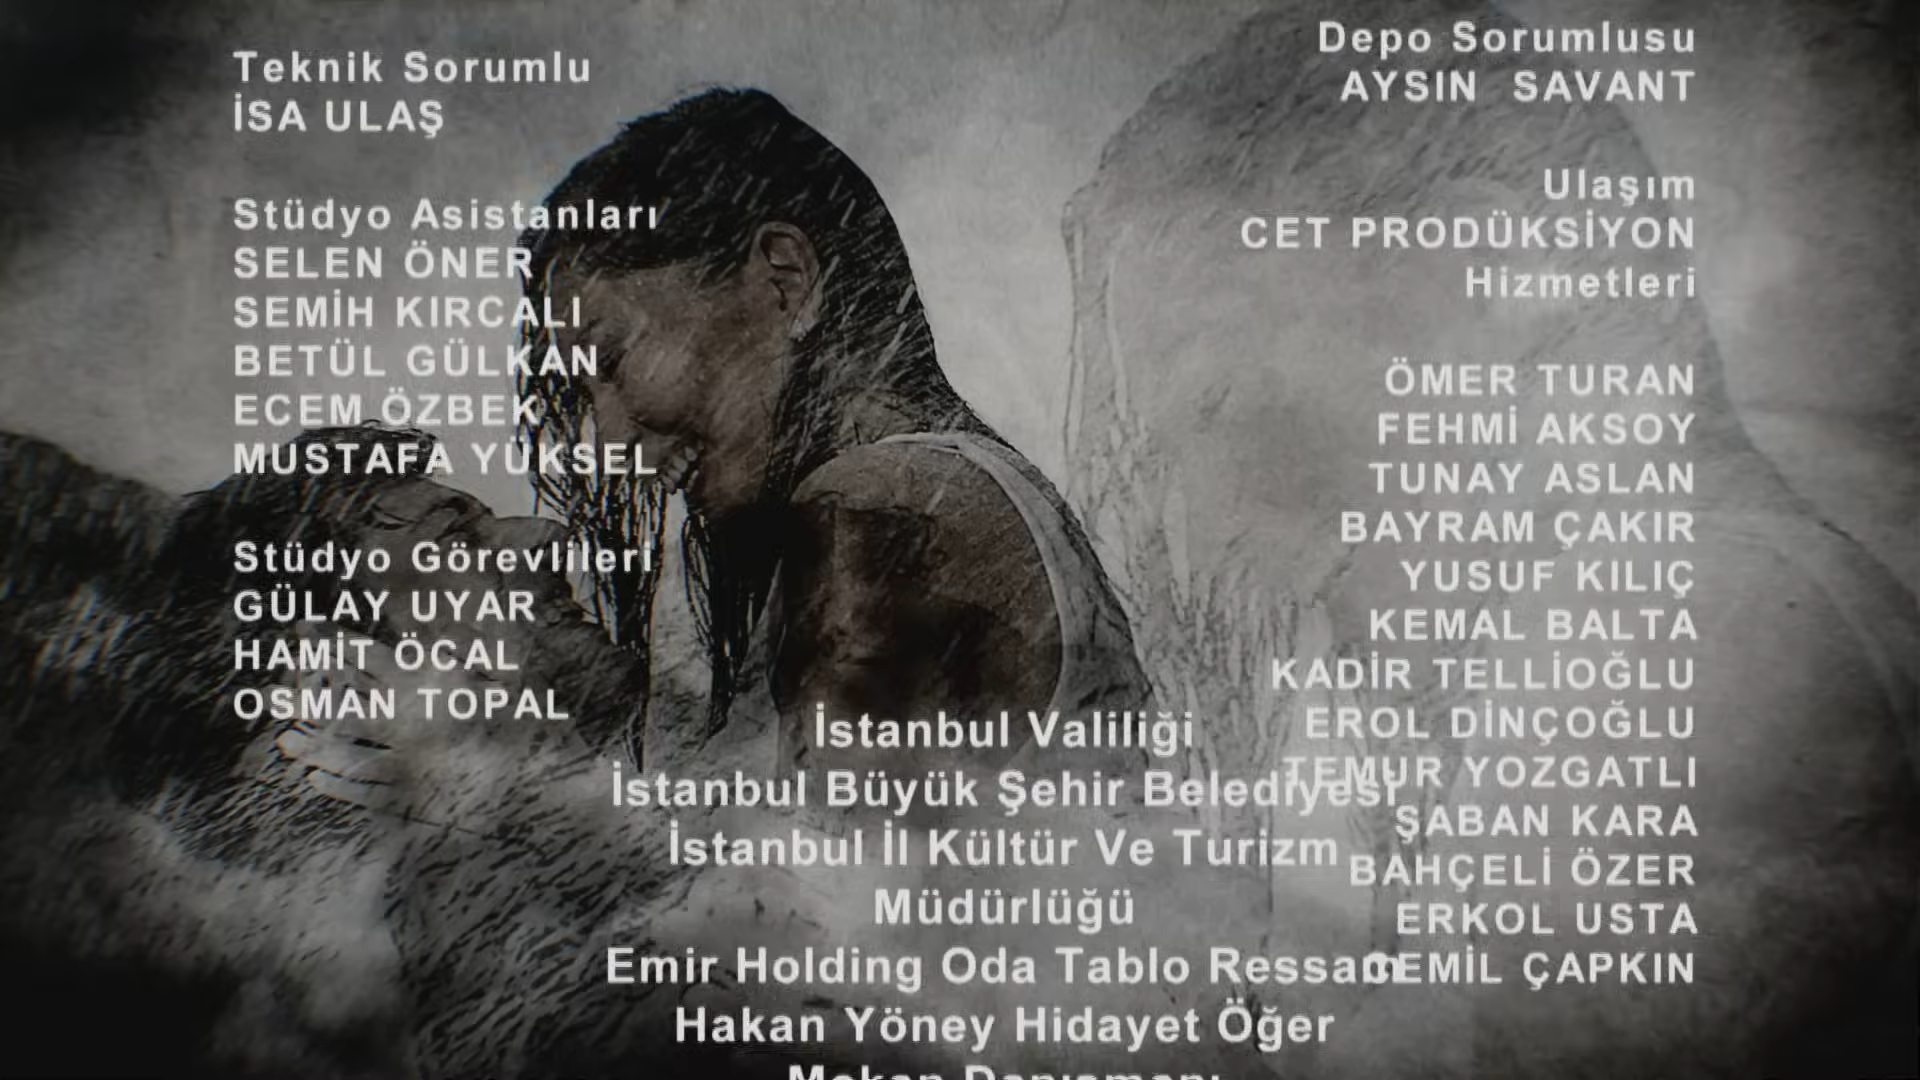 Teknik Sorumlu
İSA ULAŞ
Stüdyo Asistanları
SELEN ÖNER
SEMİH KIRCALI
BETÜL GÜLKAN
ECEM ÖZBEK
MUSTAFA YÜKSEL
Stüdyo Görevlileri
GÜLAY UYAR
HAMİT ÖCAL
OSMAN TOPAL
Depo Sorumlusu
AYSIN SAVANT
Ulaşım
CET PRODÜKSİYON
Hizmetleri
ÖMER TURAN
FEHMİ AKSOY
TUNAY ASLAN
BAYRAM ÇAKIR
YUSUF KILIÇ
KEMAL BALTA
KADİR TELLİOĞLU
EROL DİNÇOĞLU
TEMUR YOZGATLI
ŞABAN KARA
BAHÇELİ ÖZER
ERKOL USTA
CEMİL ÇAPKIN
İstanbul Valiliği
İstanbul Büyük Şehir Belediyesi
İstanbul İl Kültür Ve Turizm
Müdürlüğü
Emir Holding Oda Tablo Ressam
Hakan Yöney Hidayet Öğer
Mekan Danışmanı